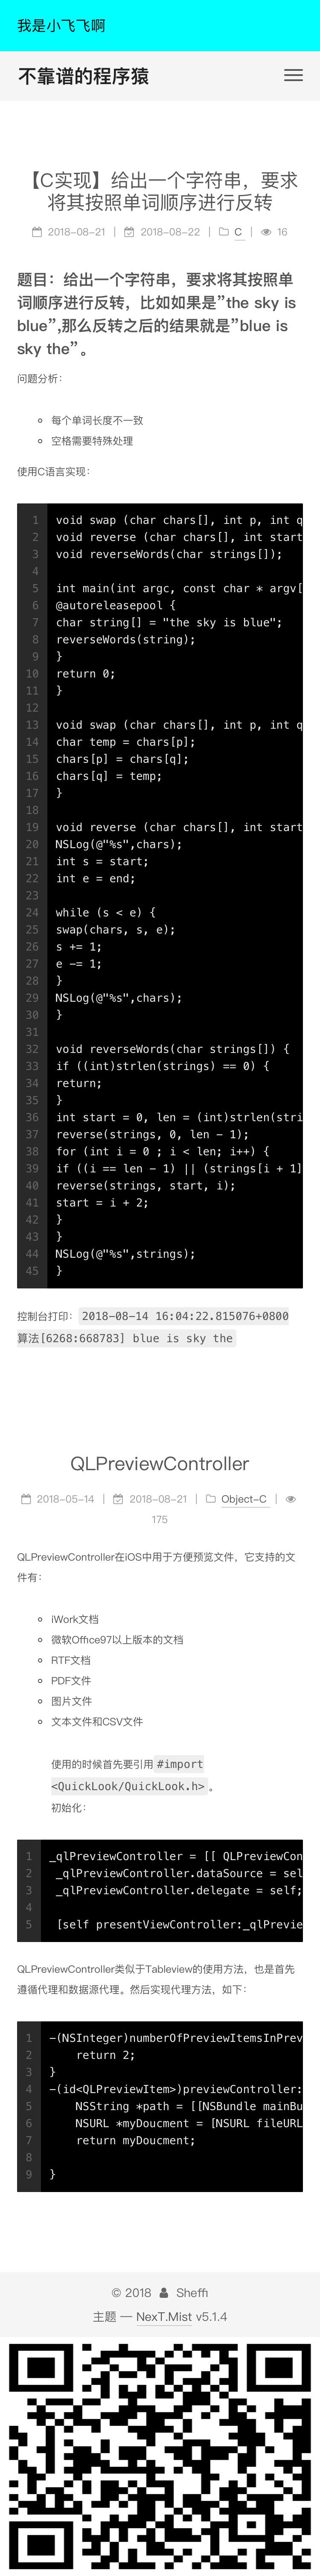 我是小飞飞啊
不靠谱的程序猿
【C实现】给出一个字符串，要求
将其按照单词顺序进行反转
2018-08-21 | 2018-08-22 | C | 16
题目：给出一个字符串，要求将其按照单
词顺序进行反转，比如如果是”the sky is
blue”,那么反转之后的结果就是”blue is
sky the” 。
问题分析：
每个单词长度不一致
空格需要特殊处理
使用C语言实现：
1 void swap (char chars[], int p, int q
2 void reverse (char chars[], int start
3 void reverseWords(char strings[]);
4
5 int main(int argc, const char * argv[
6 @autoreleasepool {
7 char string[] = "the sky is blue";
8 reverseWords(string);
9 }
10 return 0;
11 }
12
13 void swap (char chars[], int p, int q
14 char temp = chars[p];
15 chars[p] = chars[q];
16 chars[q] = temp;
17 }
18
19 void reverse (char chars[], int start
20 NSLog(@"%s",chars);
21 int s = start;
22 int e = end;
23
24 while (s < e) {
25 swap(chars, s, e);
26 s += 1;
27 e -= 1;
28 }
29 NSLog(@"%s",chars);
30 }
31
32 void reverseWords(char strings[]) {
33 if ((int)strlen(strings) == 0) {
34 return;
35 }
36 int start = 0, len = (int)strlen(stri
37 reverse(strings, 0, len - 1);
38 for (int i = 0 ; i < len; i++) {
39 if ((i == len - 1) || (strings[i + 1]
40 reverse(strings, start, i);
41 start = i + 2;
42 }
43 }
44 NSLog(@"%s",strings);
45 }
控制台打印： 2018-08-14 16:04:22.815076+0800
算法[6268:668783] blue is sky the
QLPreviewController
2018-05-14 | 2018-08-21 | Object-C |
175
QLPreviewController在iOS中用于方便预览文件，它支持的文
件有：
iWork文档
微软Office97以上版本的文档
RTF文档
PDF文件
图片文件
文本文件和CSV文件
使用的时候首先要引用 #import
<QuickLook/QuickLook.h> 。
初始化：
1 _qlPreviewController = [[ QLPreviewCon
2 _qlPreviewController.dataSource = sel
3 _qlPreviewController.delegate = self;
4
5 [self presentViewController:_qlPrevie
QLPreviewController类似于Tableview的使用方法，也是首先
遵循代理和数据源代理。然后实现代理方法，如下：
1 -(NSInteger)numberOfPreviewItemsInPrev
2 return 2;
3 }
4 -(id<QLPreviewItem>)previewController:
5 NSString *path = [[NSBundle mainBu
6 NSURL *myDoucment = [NSURL fileURL
7 return myDoucment;
8
9 }
© 2018 Sheffi
主题 — NexT.Mist v5.1.4